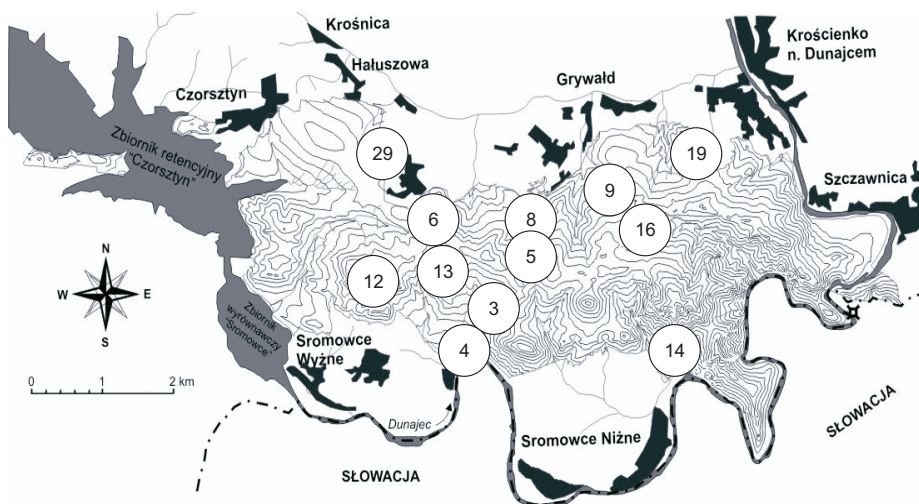 Krośnica
Hałuszowa
Czorsztyn
Grywałd
Krościenko
n. Dunajcem
Zbiornik retencyjny
"Czorsztyn"
29
19
9
Szczawnica
6
8
16
5
N
W
E
S
12
13
3
Zbiornik
wyrównawczy
"Sromowce"
Sromowce
Wyżne
4
14
0
2 km
Dunajec
Sromowce Niżne
SŁOWACJA
SŁOWACJA